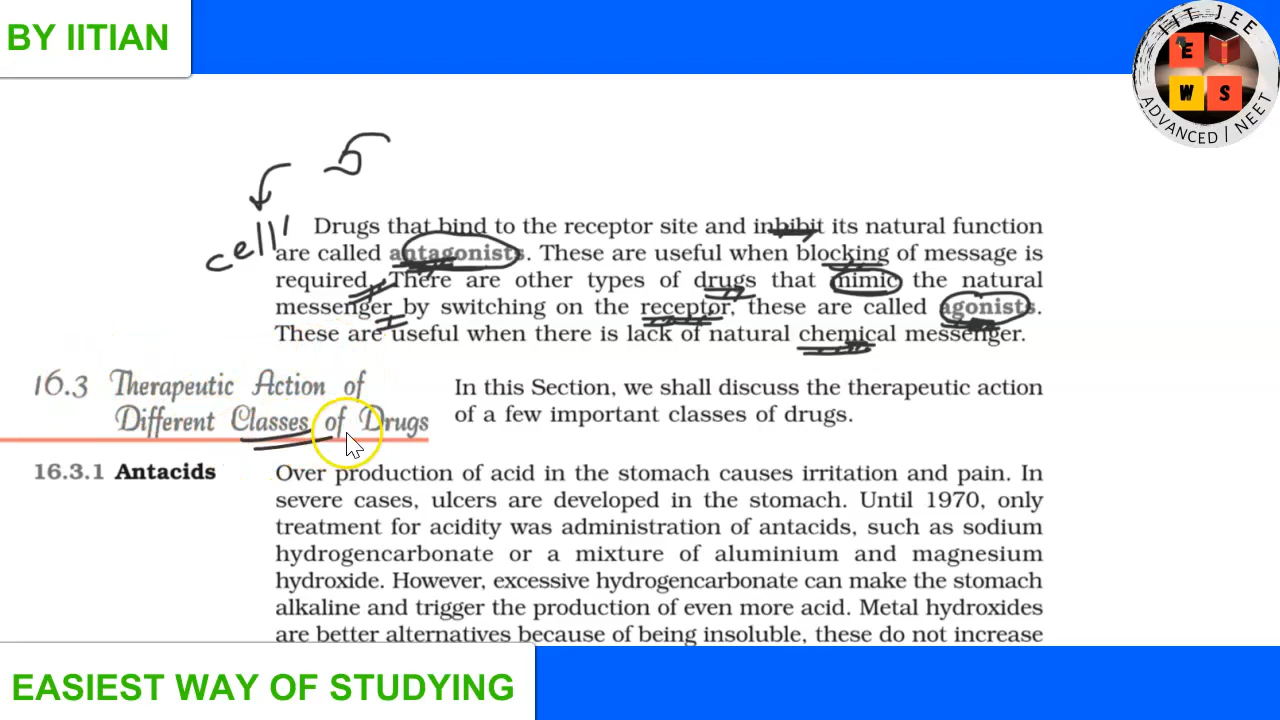 BY IITIAN
IIT JEE
E
W S
ADVANCED / NEET
5
cell
Drugs that bind to the receptor site and inhibit its natural function
are called antagonists. These are useful when blocking of message is
required. There are other types of drugs that mimic the natural
messenger by switching on the receptor, these are called agonists.
These are useful when there is lack of natural chemical messenger.
16.3 Therapeutic Action of
Different Classes of Drugs
In this Section, we shall discuss the therapeutic action
of a few important classes of drugs.
16.3.1 Antacids
Over production of acid in the stomach causes irritation and pain. In
severe cases, ulcers are developed in the stomach. Until 1970, only
treatment for acidity was administration of antacids, such as sodium
hydrogencarbonate or a mixture of aluminium and magnesium
hydroxide. However, excessive hydrogencarbonate can make the stomach
alkaline and trigger the production of even more acid. Metal hydroxides
are better alternatives because of being insoluble, these do not increase
EASIEST WAY OF STUDYING